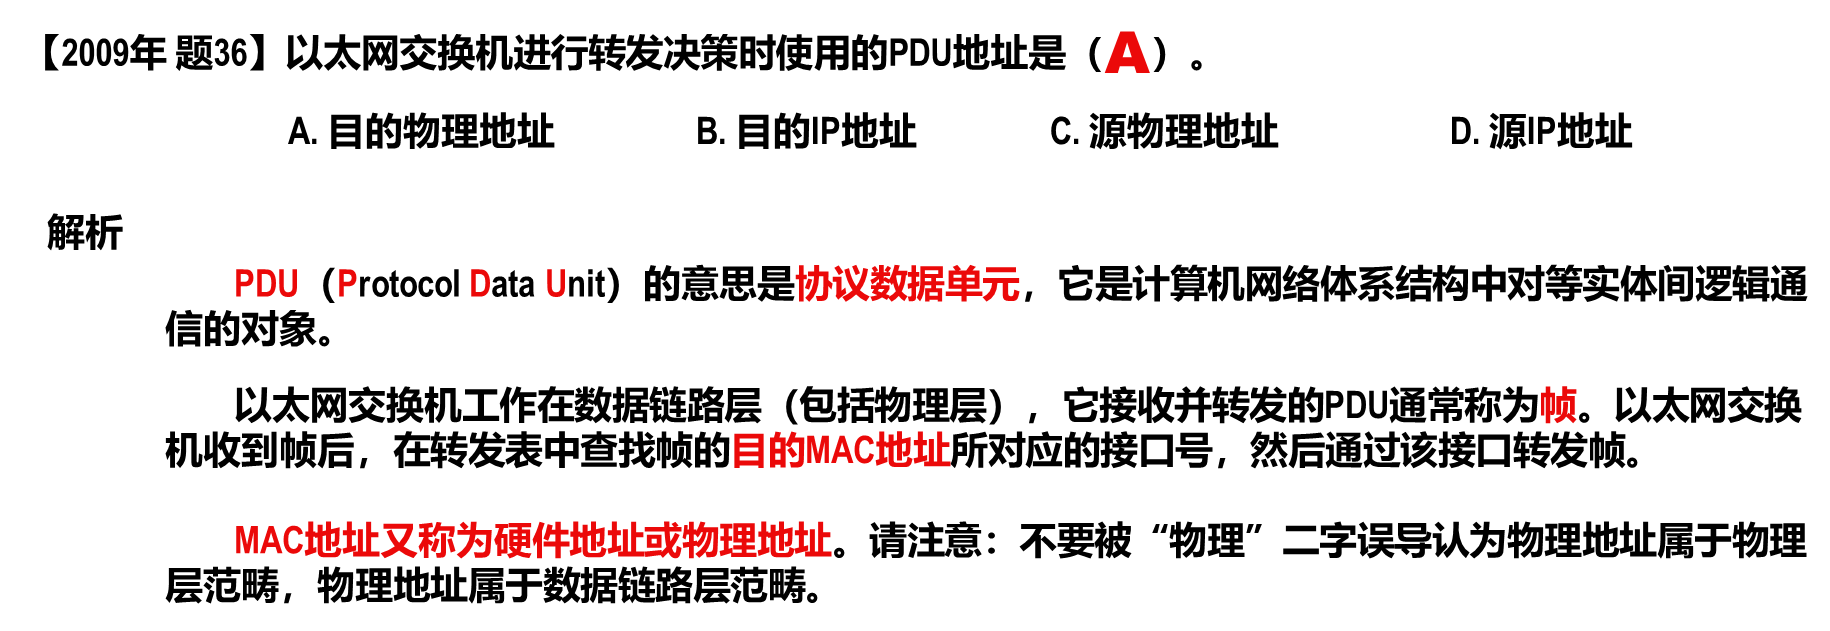 【2009年 题36】以太网交换机进行转发决策时使用的PDU地址是（A）。
A. 目的物理地址 B. 目的IP地址 C. 源物理地址 D. 源IP地址
解析
PDU（Protocol Data Unit）的意思是协议数据单元，它是计算机网络体系结构中对等实体间逻辑通
信的对象。
以太网交换机工作在数据链路层（包括物理层），它接收并转发的PDU通常称为帧。以太网交换
机收到帧后，在转发表中查找帧的目的MAC地址所对应的接口号，然后通过该接口转发帧。
MAC地址又称为硬件地址或物理地址。请注意：不要被“物理”二字误导认为物理地址属于物理
层范畴，物理地址属于数据链路层范畴。